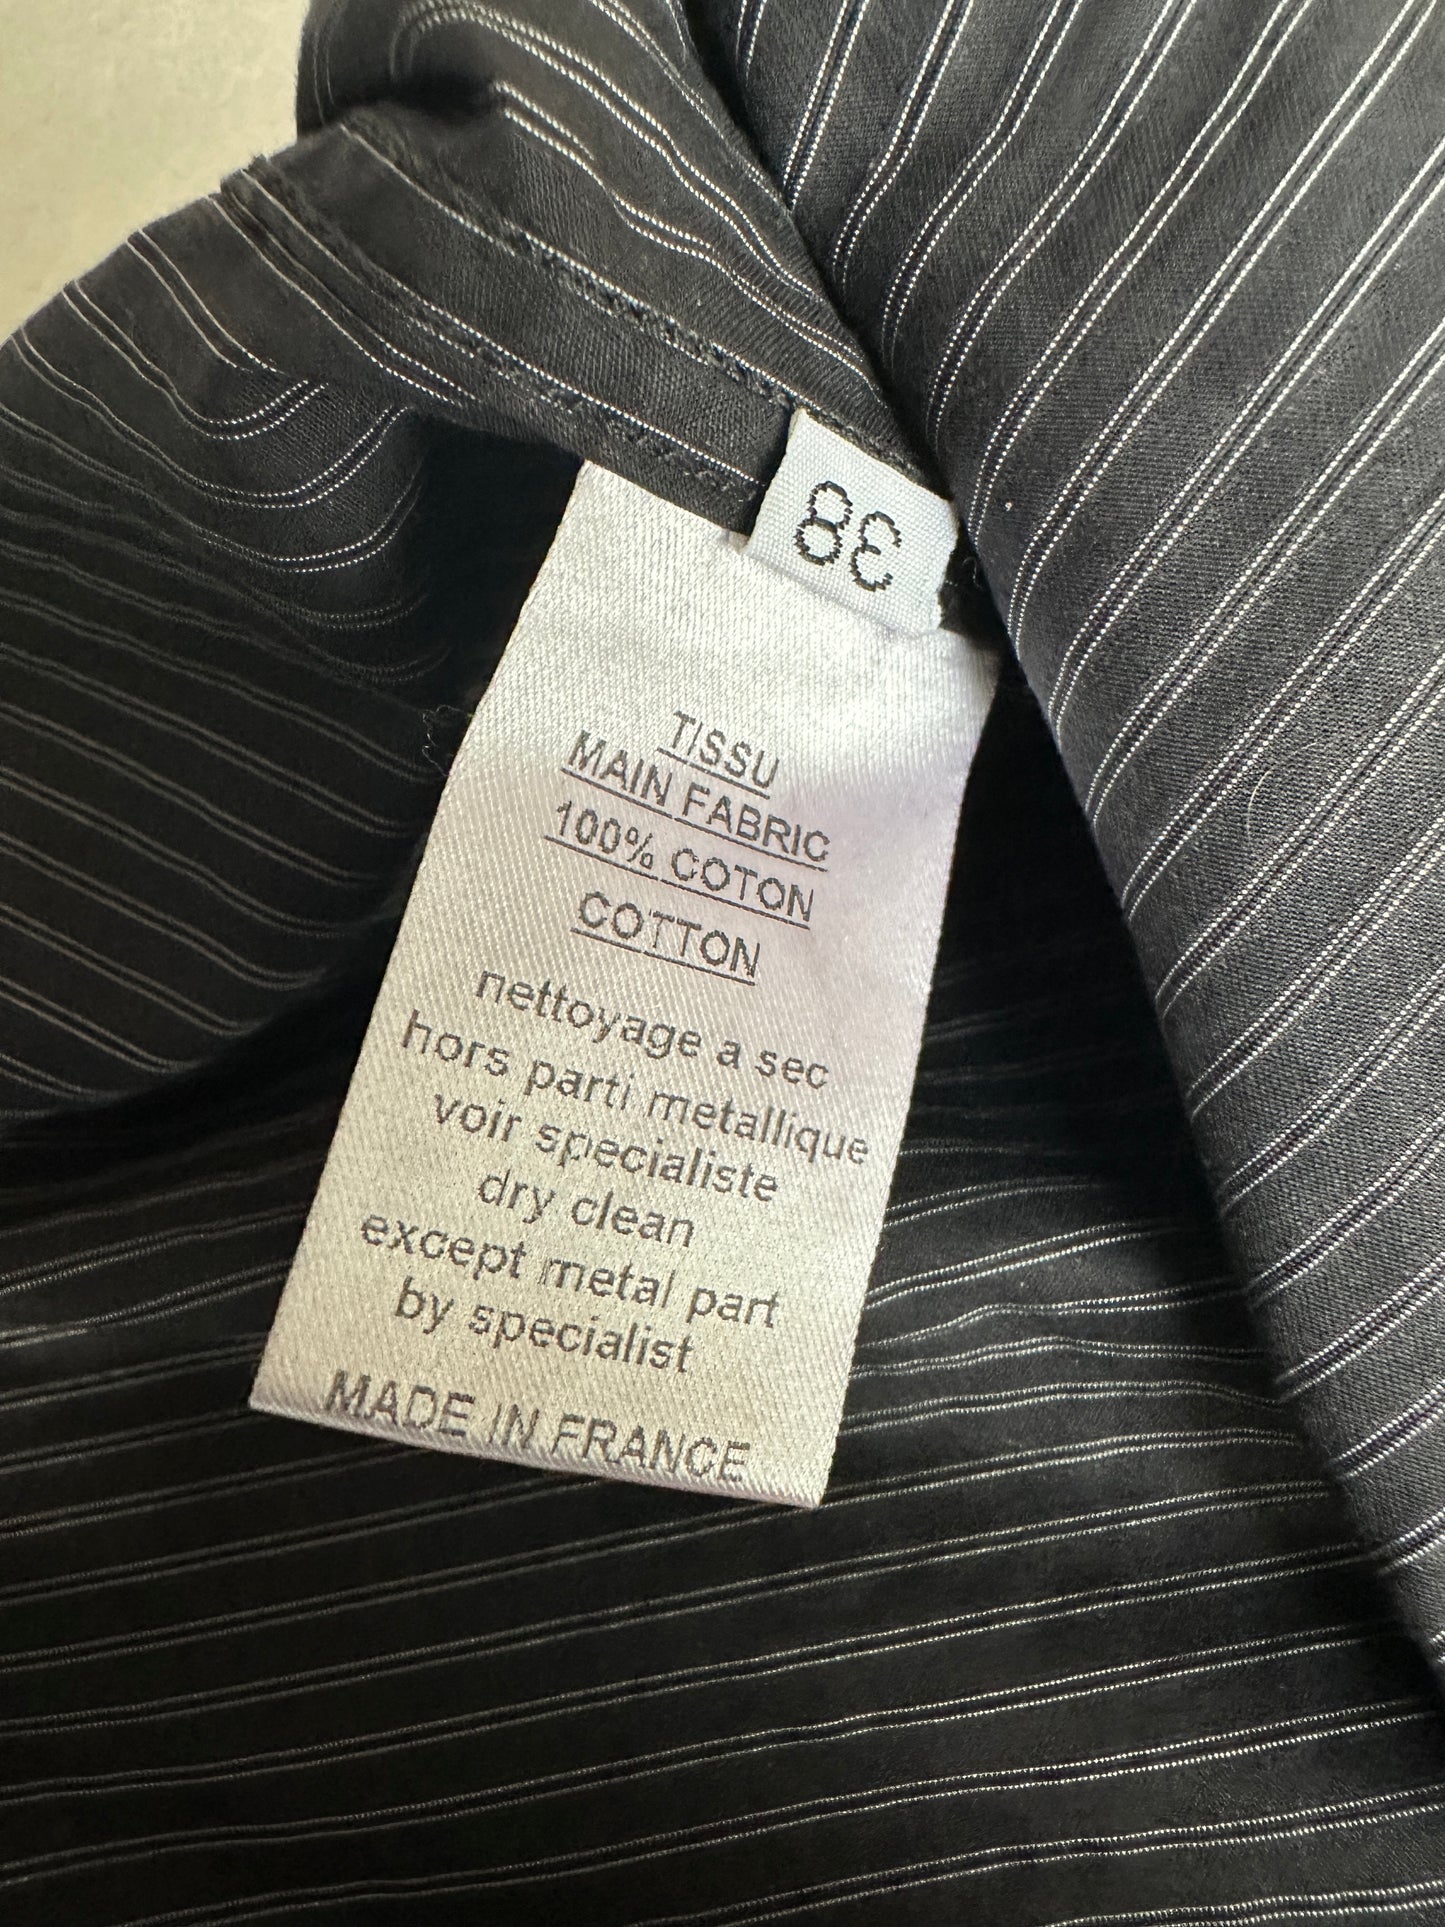 38
TISSU
MAIN FABRIC
100% COTON
COTTON
nettoyage a sec
hors parti metallique
voir specialiste
dry clean
except metal part
by specialist
MADE IN FRANCE